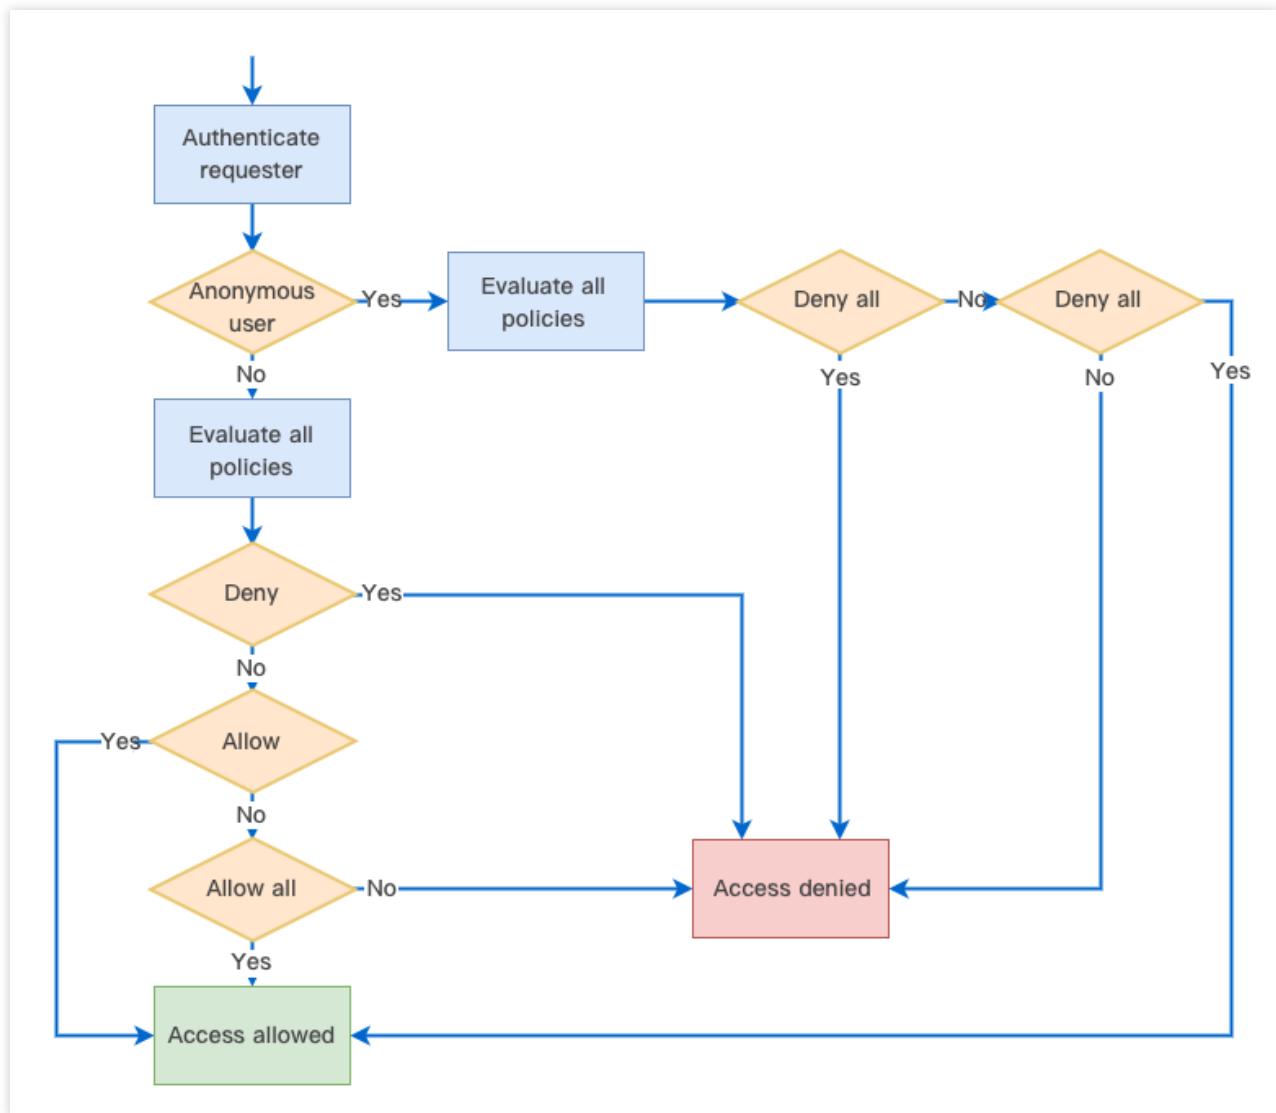 Authenticate
requester
Anonymous
user
Yes
Evaluate all
policies
Deny all
No
Deny all
No
Yes
No
Yes
Evaluate all
policies
Deny
Yes
No
Allow
Yes
No
Allow all
No
Access denied
Yes
Access allowed